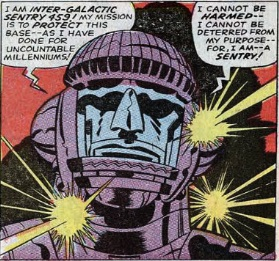 I AM INTER-GALACTIC
SENTRY 459! MY MISSION
IS TO PROTECT THIS
BASE--AS I HAVE
DONE FOR
UNCOUNTABLE
MILLENNIUMS!
I CANNOT BE
HARMED--
I CANNOT BE
DETERRED FROM
MY PURPOSE--
FOR, I AM--A
SENTRY!